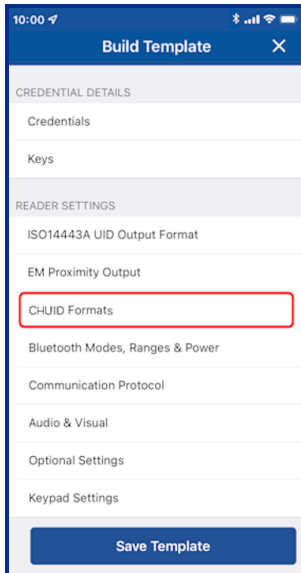 10:00
Build Template
CREDENTIAL DETAILS
Credentials
Keys
READER SETTINGS
ISO14443A UID Output Format
EM Proximity Output
CHUID Formats
Bluetooth Modes, Ranges & Power
Communication Protocol
Audio & Visual
Optional Settings
Keypad Settings
Save Template